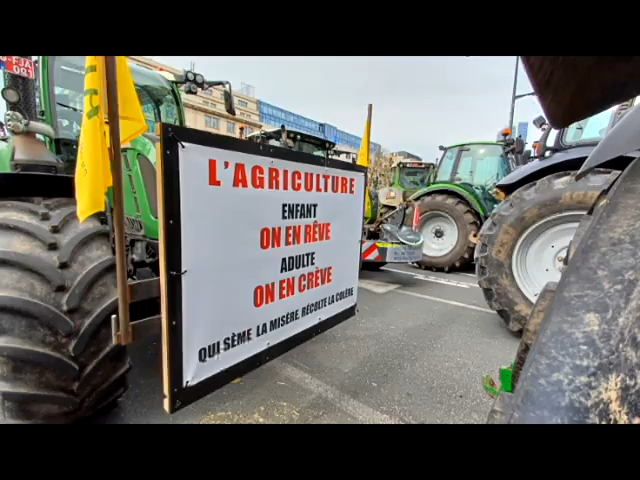 L'AGRICULTURE
ENFANT
ON EN RÊVE
ADULTE
ON EN CRÈVE
QUI SÈME LA MISÈRE, RÉCOLTE LA COLÈRE